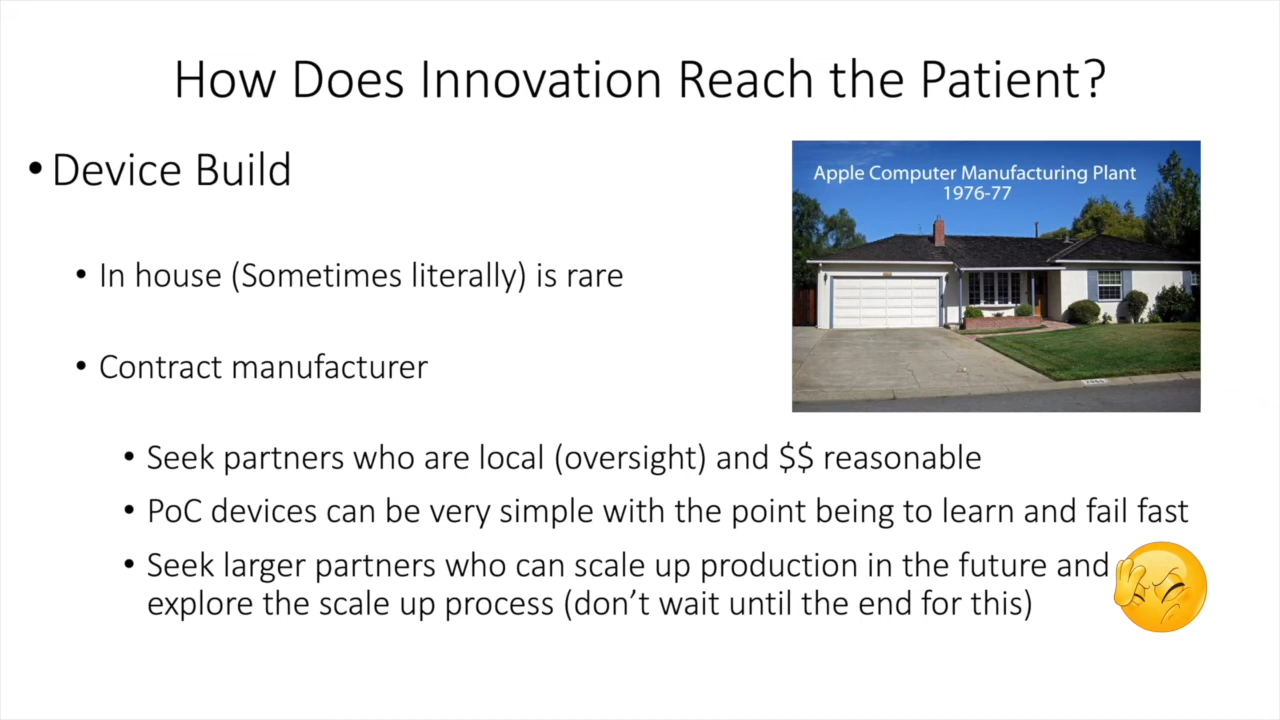 How Does Innovation Reach the Patient?
• Device Build
Apple Computer Manufacturing Plant
1976-77
• In house (Sometimes literally) is rare
• Contract manufacturer
• Seek partners who are local (oversight) and $$ reasonable
• PoC devices can be very simple with the point being to learn and fail fast
• Seek larger partners who can scale up production in the future and
explore the scale up process (don’t wait until the end for this)